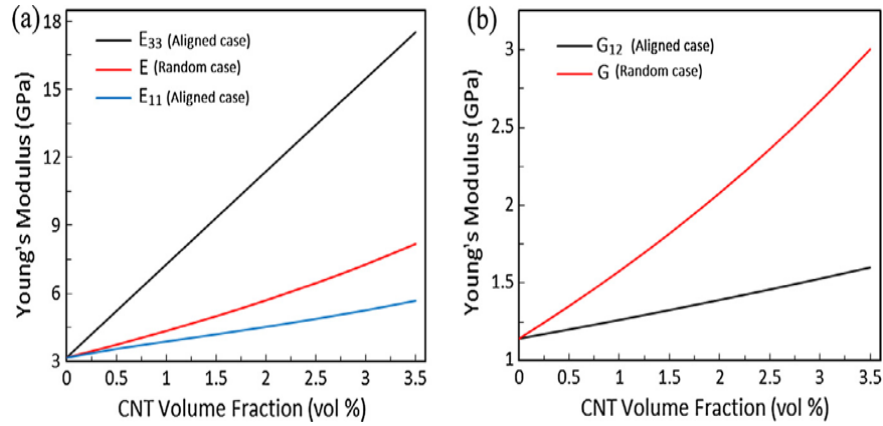 (a)
Young's Modulus (GPa)
18
15
12
9
6
3
E33 (Aligned case)
E (Random case)
E11 (Aligned case)
0 0.5 1 1.5 2 2.5 3 3.5
CNT Volume Fraction (vol %)
(b)
Young's Modulus (GPa)
3
2.5
2
1.5
1
G12 (Aligned case)
G (Random case)
0 0.5 1 1.5 2 2.5 3 3.5
CNT Volume Fraction (vol %)